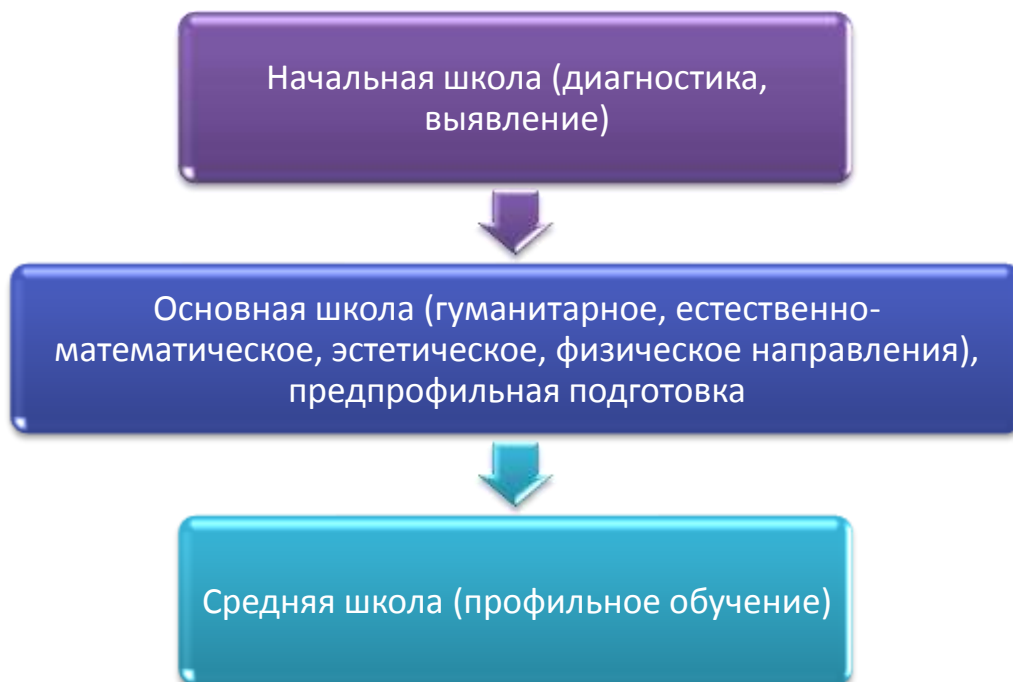 Начальная школа (диагностика,
выявление)
Основная школа (гуманитарное, естественно-
математическое, эстетическое, физическое направления),
предпрофильная подготовка
Средняя школа (профильное обучение)